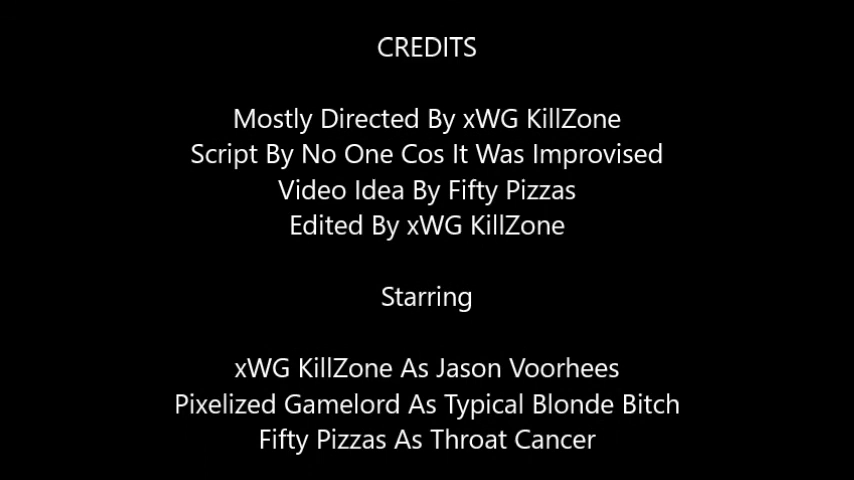 CREDITS
Mostly Directed By xWG KillZone
Script By No One Cos It Was Improvised
Video Idea By Fifty Pizzas
Edited By xWG KillZone
Starring
xWG KillZone As Jason Voorhees
Pixelized Gamelord As Typical Blonde Bitch
Fifty Pizzas As Throat Cancer